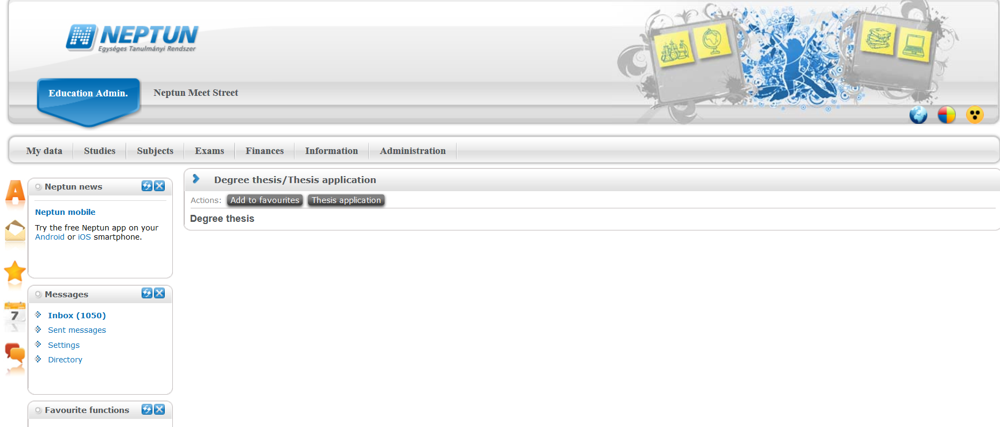 NEPTUN
Egységes Tanulmányi Rendszer
Education Admin.
Neptun Meet Street
My data
Studies
Subjects
Exams
Finances
Information
Administration
Neptun news
Neptun mobile
Try the free Neptun app on your
Android or iOS smartphone.
7
Messages
Inbox (1050)
Sent messages
Settings
Directory
Favourite functions
Degree thesis/Thesis application
Actions: Add to favourites Thesis application
Degree thesis